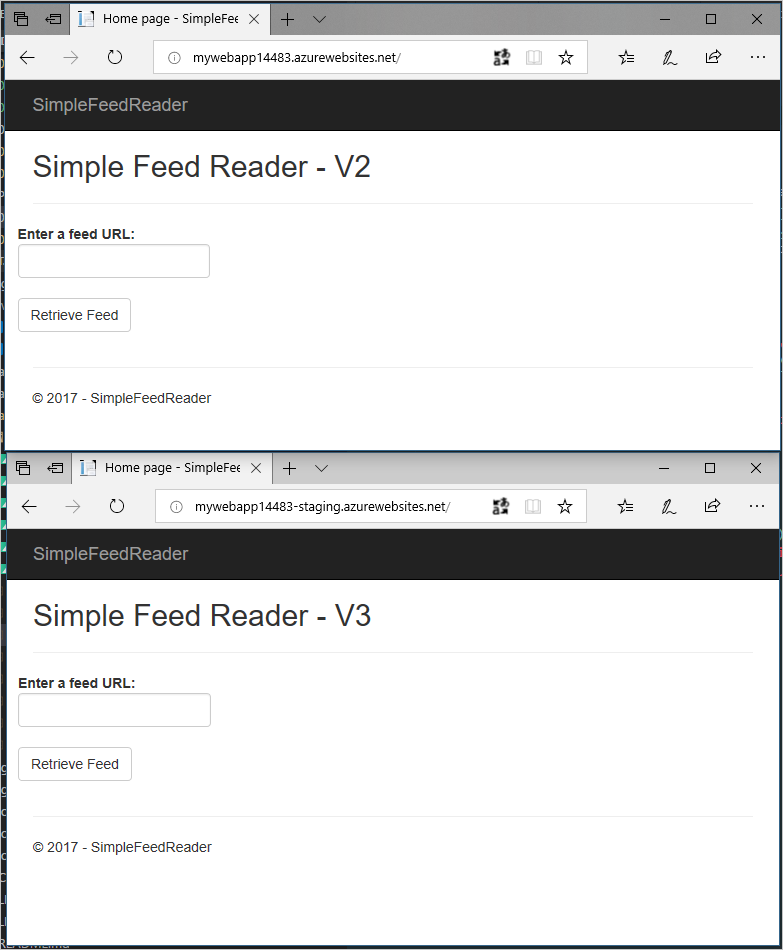 Home page - SimpleFee
mywebapp14483.azurewebsites.net/
SimpleFeedReader
Simple Feed Reader - V2
Enter a feed URL:
Retrieve Feed
© 2017 - SimpleFeedReader
Home page - SimpleFee
mywebapp14483-staging.azurewebsites.net/
SimpleFeedReader
Simple Feed Reader - V3
Enter a feed URL:
Retrieve Feed
© 2017 - SimpleFeedReader